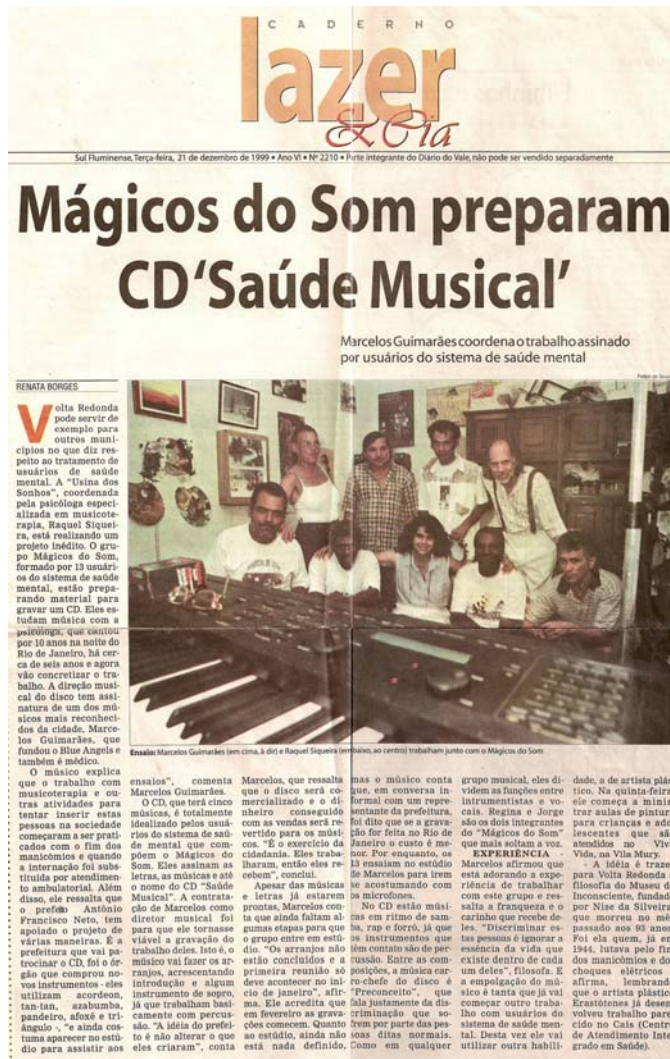 CADERNO
lazer
& Cia
Sul Fluminense, Terça-feira, 21 de dezembro de 1999 • Ano VI • Nº 2210 • Parte integrante do Diário do Vale, não pode ser vendido separadamente
Mágicos do Som preparam
CD 'Saúde Musical'
Marcelos Guimarães coordena o trabalho assinado
por usuários do sistema de saúde mental
RENATA BORGES
Volta Redonda
pode servir de
exemplo para
outros muni-
cípios no que diz res-
peito ao tratamento de
usuários de saúde
mental. A "Usina dos
Sonhos", coordenada
pela psicóloga especi-
alizada em musicote-
rapia, Raquel Siquei-
ra, está realizando um
projeto inédito. O gru-
po Mágicos do Som,
formado por 13 usuári-
os do sistema de saúde
mental, estão prepa-
rando material para
gravar um CD. Eles es-
tudam música com a
psicóloga, que cantou
por 10 anos na noite do
Rio de Janeiro, há cer-
ca de seis anos e agora
vão concretizar o tra-
balho. A direção musi-
cal do disco tem assi-
natura de um dos mú-
sicos mais reconheci-
dos da cidade, Marce-
los Guimarães, que
fundou o Blue Angels e
também é médico.
O músico explica
que o trabalho com
musicoterapia e ou-
tras atividades para
tentar inserir estas
pessoas na sociedade
começaram a ser prati-
cados com o fim dos
manicômios e quando
a internação foi subs-
tituída por atendimen-
to ambulatorial. Além
disso, ele ressalta que
o prefeito Antônio
Francisco Neto, tem
apoiado o projeto de
várias maneiras. É a
prefeitura que vai pa-
trocinar o CD, foi o ór-
gão que comprou no-
vos instrumentos - eles
utilizam acordeon,
tan-tan, azabumba,
pandeiro, afoxé e tri-
ângulo -, "e ainda cos-
tuma aparecer no estú-
dio para assistir aos
Ensaio: Marcelos Guimarães (em cima, à dir) e Raquel Siqueira (embaixo, ao centro) trabalham junto com o Mágicos do Som
ensaios", comenta
Marcelos Guimarães.
O CD, que terá cinco
músicas, é totalmente
idealizado pelos usuári-
os do sistema de saú-
de mental que com-
põem o Mágicos do
Som. Eles assinam as
letras, as músicas e até
o nome do CD "Saúde
Musical". A contrata-
ção de Marcelos como
diretor musical foi
para que ele tornasse
viável a gravação do
trabalho deles. Isto é, o
músico vai fazer os ar-
ranjos, acrescentando
introdução e algum
instrumento de sopro,
já que trabalham basi-
camente com percus-
são. "A idéia do prefei-
to é não alterar o que
eles criaram", conta
Marcelos, que ressalta
que o disco será co-
mercializado e o di-
nheiro conseguido
com as vendas será re-
vertido para os músi-
cos. "É o exercício da
cidadania. Eles traba-
lharam, então eles re-
cebem", conclui.
Apesar das músicas
e letras já estarem
prontas, Marcelos con-
ta que ainda faltam al-
gumas etapas para que
o grupo entre em estú-
dio. "Os arranjos não
estão concluídos e a
primeira reunião só
deve acontecer no iní-
cio de janeiro", afir-
ma. Ele acredita que
em fevereiro as grava-
ções comecem. Quanto
ao estúdio, ainda não
está nada definido,
mas o músico conta
que, em conversa in-
formal com um repre-
sentante da prefeitura,
foi dito que se a grava-
ção for feita no Rio de
Janeiro o custo é me-
nor. Por enquanto, os
13 ensaiam no estúdio
de Marcelos para irem
se acostumando com
os microfones.
No CD estão músi-
cas em ritmo de sam-
ba, rap e forró, já que
os instrumentos que
têm contato são de per-
cussão. Entre as com-
posições, a música car-
ro-chefe do disco é
"Preconceito", que
fala justamente da dis-
criminação que so-
frem por parte das pes-
soas ditas normais.
Como em qualquer
grupo musical, eles di-
videm as funções entre
intrumentistas e vo-
cais. Regina e Jorge
são os dois integrantes
do "Mágicos do Som"
que mais soltam a voz.
EXPERIÊNCIA -
Marcelos afirmou que
está adorando a expe-
riência de trabalhar
com este grupo e res-
salta a franqueza e o
carinho que recebe de-
les. "Discriminar es-
tas pessoas é ignorar a
essência da vida que
existe dentro de cada
um deles", filosofa. E
a empolgação do mú-
sico é tanta que já vai
começar outro traba-
lho com usuários do
sistema de saúde men-
tal. Desta vez ele vai
utilizar outra habili-
dade, a de artista plás
tico. Na quinta-feira
ele começa a minis
trar aulas de pintur
para crianças e ado
lescentes que sã
atendidos no Viv
Vida, na Vila Mury.
- A idéia é traze
para Volta Redonda
filosofia do Museu d
Inconsciente, fundad
por Nise da Silveira
que morreu no mê
passado aos 93 anos
Foi ela quem, já em
1944, lutava pelo fim
dos manicômios e do
choques elétricos
afirma, lembrand
que o artista plástic
Erastótenes já desen
volveu trabalho pare
cido no Cais (Centr
de Atendimento Inte
grado em Saúde).